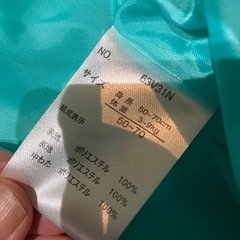 NO. 63V31N
サイズ
身長 50-70cm
体重 3-9kg
50-70
組成表示
表地 ポリエステル 100%
裏地 ポリエステル 100%
中わた ポリエステル 100%